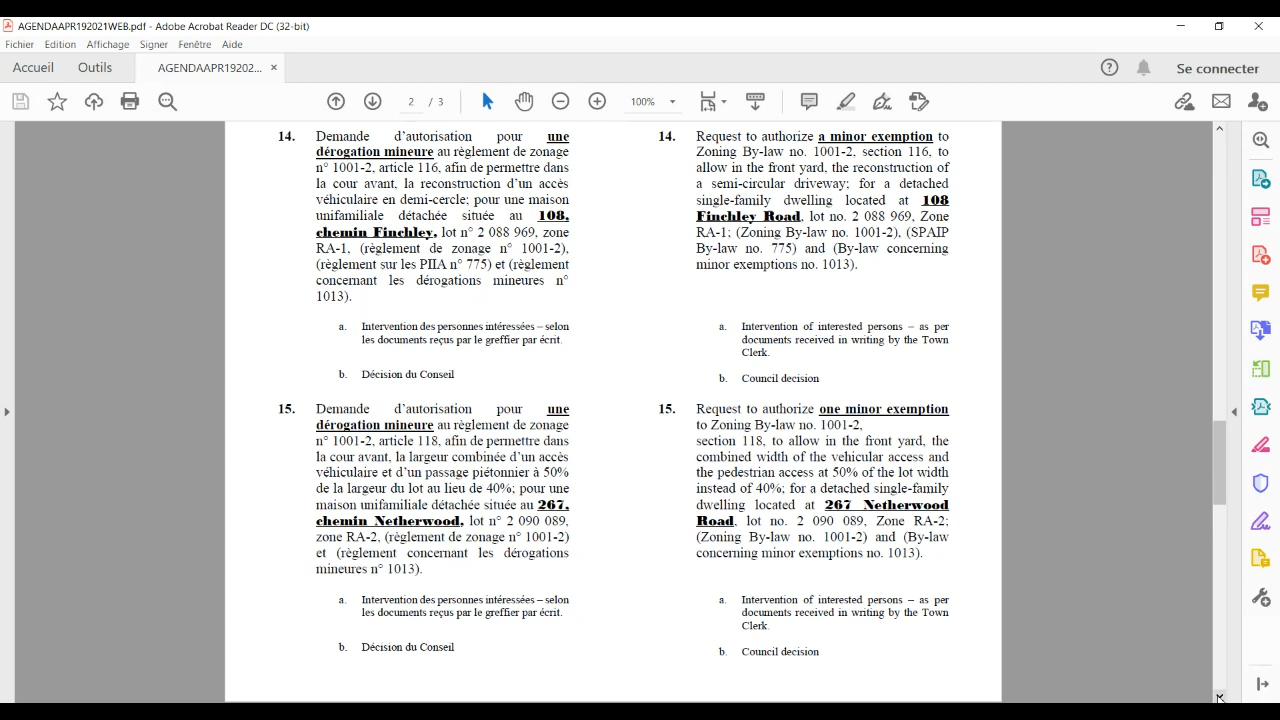 AGENDAAPR192021WEB.pdf - Adobe Acrobat Reader DC (32-bit)
Fichier Edition Affichage Signer Fenêtre Aide
Accueil Outils AGENDAAPR19202... × Se connecter
2 / 3 100%
14. Demande d'autorisation pour une
dérogation mineure au règlement de zonage
n° 1001-2, article 116, afin de permettre dans
la cour avant, la reconstruction d'un accès
véhiculaire en demi-cercle; pour une maison
unifamiliale détachée située au 108,
chemin Finchley, lot n° 2 088 969, zone
RA-1, (règlement de zonage n° 1001-2),
(règlement sur les PIIA n° 775) et (règlement
concernant les dérogations mineures n°
1013).
a. Intervention des personnes intéressées – selon
les documents reçus par le greffier par écrit.
b. Décision du Conseil
15. Demande d'autorisation pour une
dérogation mineure au règlement de zonage
n° 1001-2, article 118, afin de permettre dans
la cour avant, la largeur combinée d'un accès
véhiculaire et d'un passage piétonnier à 50%
de la largeur du lot au lieu de 40%; pour une
maison unifamiliale détachée située au 267,
chemin Netherwood, lot n° 2 090 089,
zone RA-2, (règlement de zonage n° 1001-2)
et (règlement concernant les dérogations
mineures n° 1013).
a. Intervention des personnes intéressées – selon
les documents reçus par le greffier par écrit.
b. Décision du Conseil
14. Request to authorize a minor exemption to
Zoning By-law no. 1001-2, section 116, to
allow in the front yard, the reconstruction of
a semi-circular driveway; for a detached
single-family dwelling located at 108
Finchley Road, lot no. 2 088 969, Zone
RA-1; (Zoning By-law no. 1001-2), (SPAIP
By-law no. 775) and (By-law concerning
minor exemptions no. 1013).
a. Intervention of interested persons – as per
documents received in writing by the Town
Clerk.
b. Council decision
15. Request to authorize one minor exemption
to Zoning By-law no. 1001-2,
section 118, to allow in the front yard, the
combined width of the vehicular access and
the pedestrian access at 50% of the lot width
instead of 40%; for a detached single-family
dwelling located at 267 Netherwood
Road, lot no. 2 090 089, Zone RA-2;
(Zoning By-law no. 1001-2) and (By-law
concerning minor exemptions no. 1013).
a. Intervention of interested persons – as per
documents received in writing by the Town
Clerk.
b. Council decision